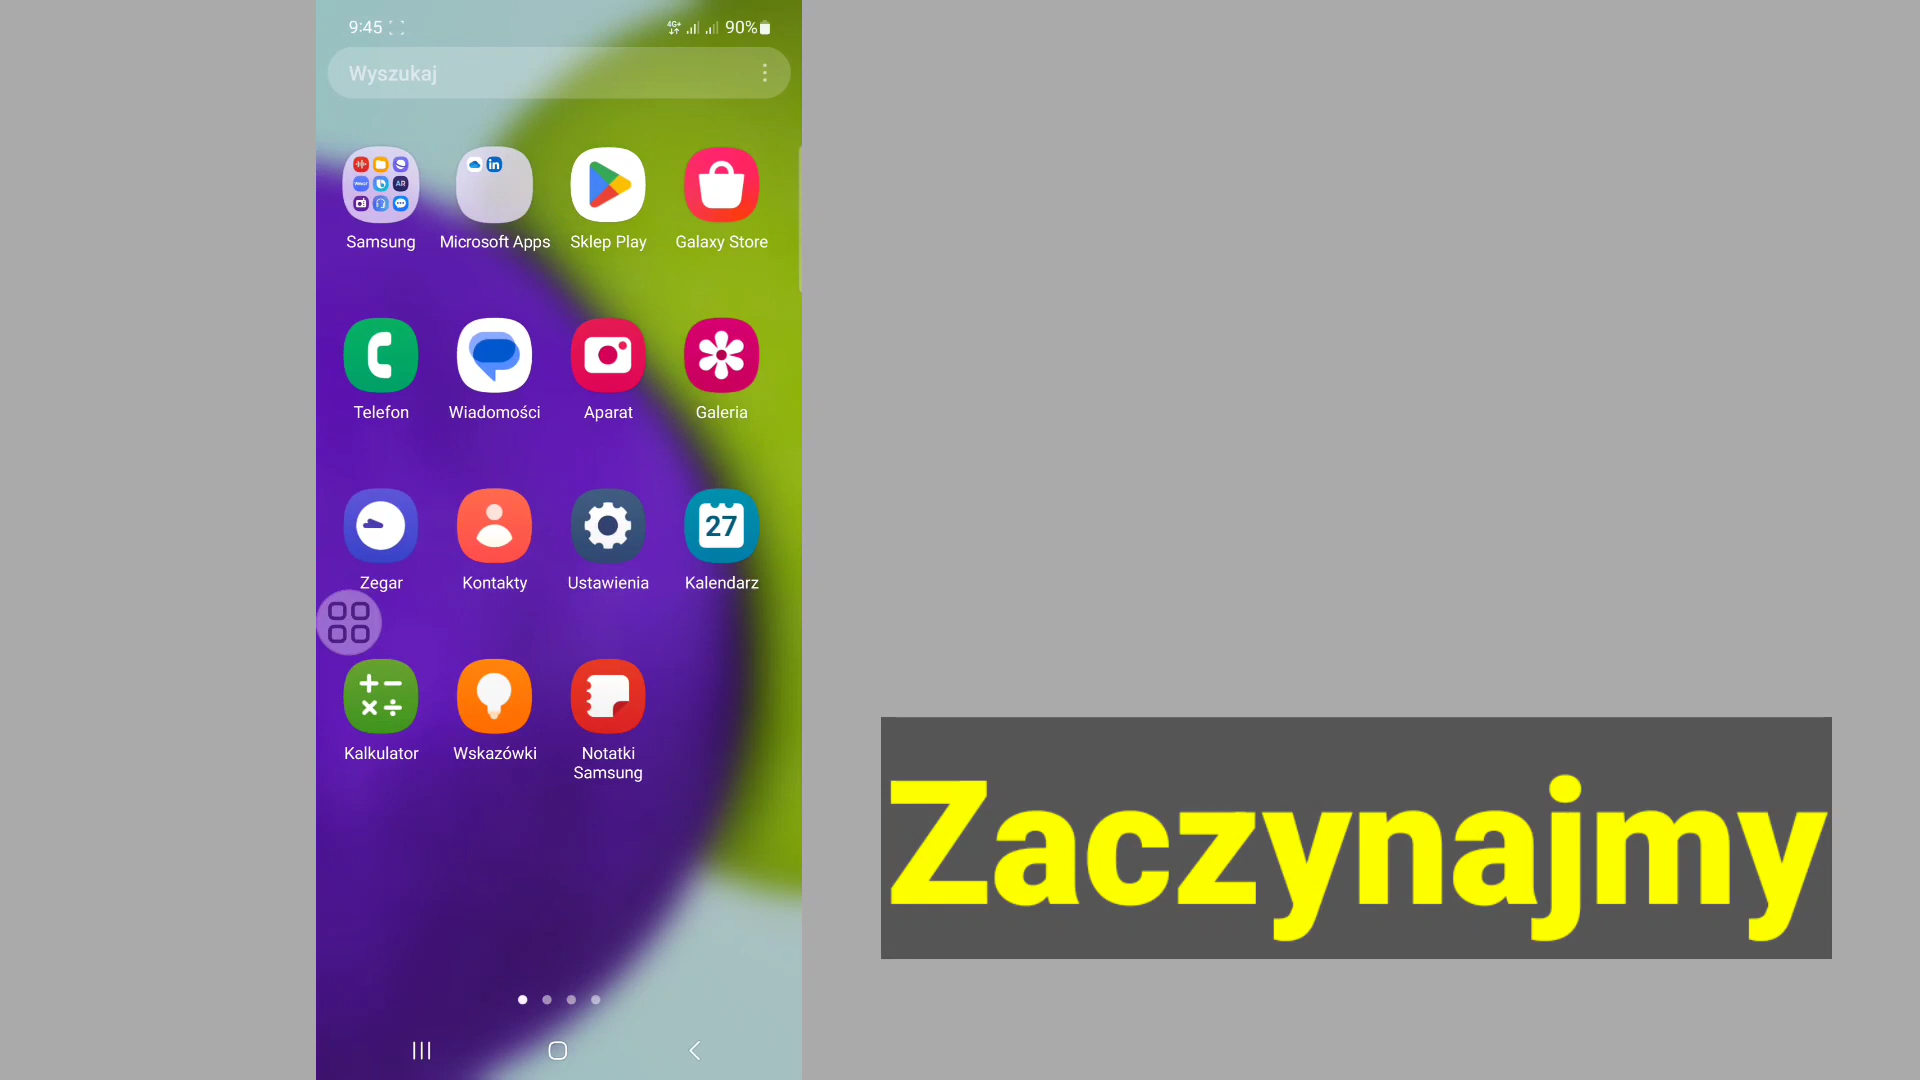 9:45 4G+ 90%
Wyszukaj
Samsung Microsoft Apps Sklep Play Galaxy Store
Telefon Wiadomości Aparat Galeria
27
Zegar Kontakty Ustawienia Kalendarz
Kalkulator Wskazówki Notatki Samsung
Zaczynajmy